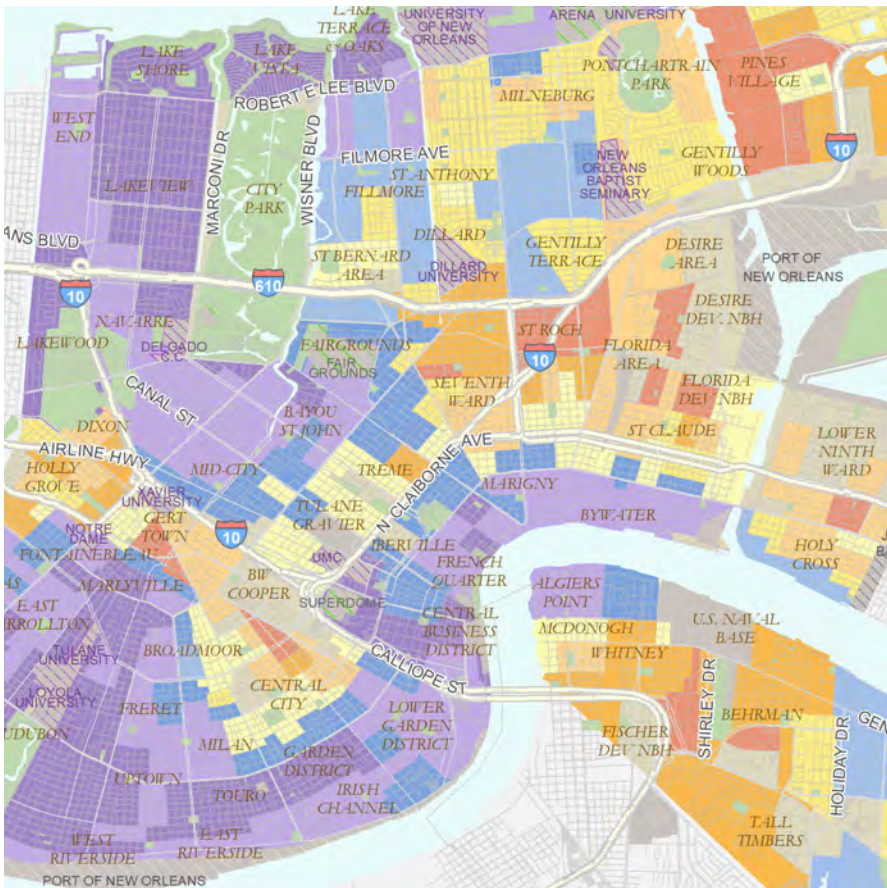 LAKE
SHORE
LAKE
VISTA
LAKE
TERRACE
& OAKS
UNIVERSITY
OF NEW
ORLEANS
ARENA
UNIVERSITY
PONTCHARTRAIN
PARK
PINES
VILLAGE
ROBERT E LEE BLVD
MILNEBURG
WEST
END
MARCONI DR
WISNER BLVD
FILMORE AVE
ST ANTHONY
FILLMORE
NEW
ORLEANS
BAPTIST
SEMINARY
GENTILLY
WOODS
10
LAKEVIEW
CITY
PARK
ANS BLVD
DILLARD
DILLARD
UNIVERSITY
GENTILLY
TERRACE
DESIRE
AREA
PORT OF
NEW ORLEANS
ST BERNARD
AREA
610
10
NAVARRE
LAKEWOOD
DELGADO
C.C.
FAIRGROUNDS
FAIR
GROUNDS
ST ROCH
10
DESIRE
DEV. NBH
FLORIDA
AREA
SEVENTH
WARD
FLORIDA
DEV NBH
CANAL ST
BAYOU
ST JOHN
DIXON
AIRLINE HWY
HOLLY
GROVE
MID-CITY
TREME
N CLAIBORNE AVE
ST CLAUDE
LOWER
NINTH
WARD
MARIGNY
BYWATER
XAVIER
UNIVERSITY
GERT
TOWN
TULANE
GRAVIER
NOTRE
DAME
FONTAINEBLEAU
MARLYVILLE
10
IBERVILLE
UMC
FRENCH
QUARTER
HOLY
CROSS
BW
COOPER
SUPERDOME
ALGIERS
POINT
AS
EAST
RROLLTON
CENTRAL
BUSINESS
DISTRICT
MCDONOGH
U.S. NAVAL
BASE
WHITNEY
TULANE
UNIVERSITY
BROADMOOR
CALLIOPE ST
LOYOLA
UNIVERSITY
CENTRAL
CITY
FRERET
UDUBON
MILAN
LOWER
GARDEN
DISTRICT
GARDEN
DISTRICT
FISCHER
DEV NBH
SHIRLEY DR
BEHRMAN
HOLIDAY DR
GEN
UPTOWN
TOURO
IRISH
CHANNEL
WEST
RIVERSIDE
EAST
RIVERSIDE
TALL
TIMBERS
PORT OF NEW ORLEANS